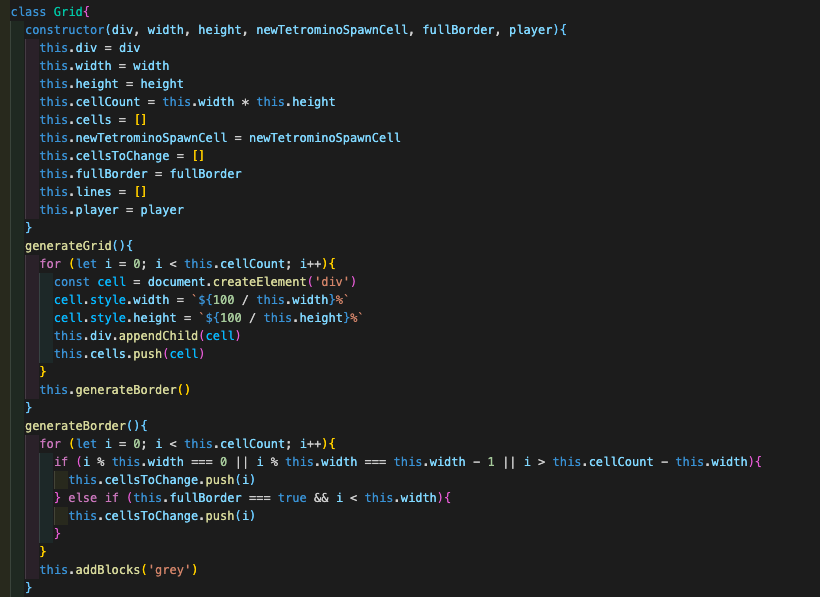 class Grid{
  constructor(div, width, height, newTetrominoSpawnCell, fullBorder, player){
    this.div = div
    this.width = width
    this.height = height
    this.cellCount = this.width * this.height
    this.cells = []
    this.newTetrominoSpawnCell = newTetrominoSpawnCell
    this.cellsToChange = []
    this.fullBorder = fullBorder
    this.lines = []
    this.player = player
  }
  generateGrid(){
    for (let i = 0; i < this.cellCount; i++){
      const cell = document.createElement('div')
      cell.style.width = `${100 / this.width}%`
      cell.style.height = `${100 / this.height}%`
      this.div.appendChild(cell)
      this.cells.push(cell)
    }
    this.generateBorder()
  }
  generateBorder(){
    for (let i = 0; i < this.cellCount; i++){
      if (i % this.width === 0 || i % this.width === this.width - 1 || i > this.cellCount - this.width){
        this.cellsToChange.push(i)
      } else if (this.fullBorder === true && i < this.width){
        this.cellsToChange.push(i)
      }
    }
    this.addBlocks('grey')
  }